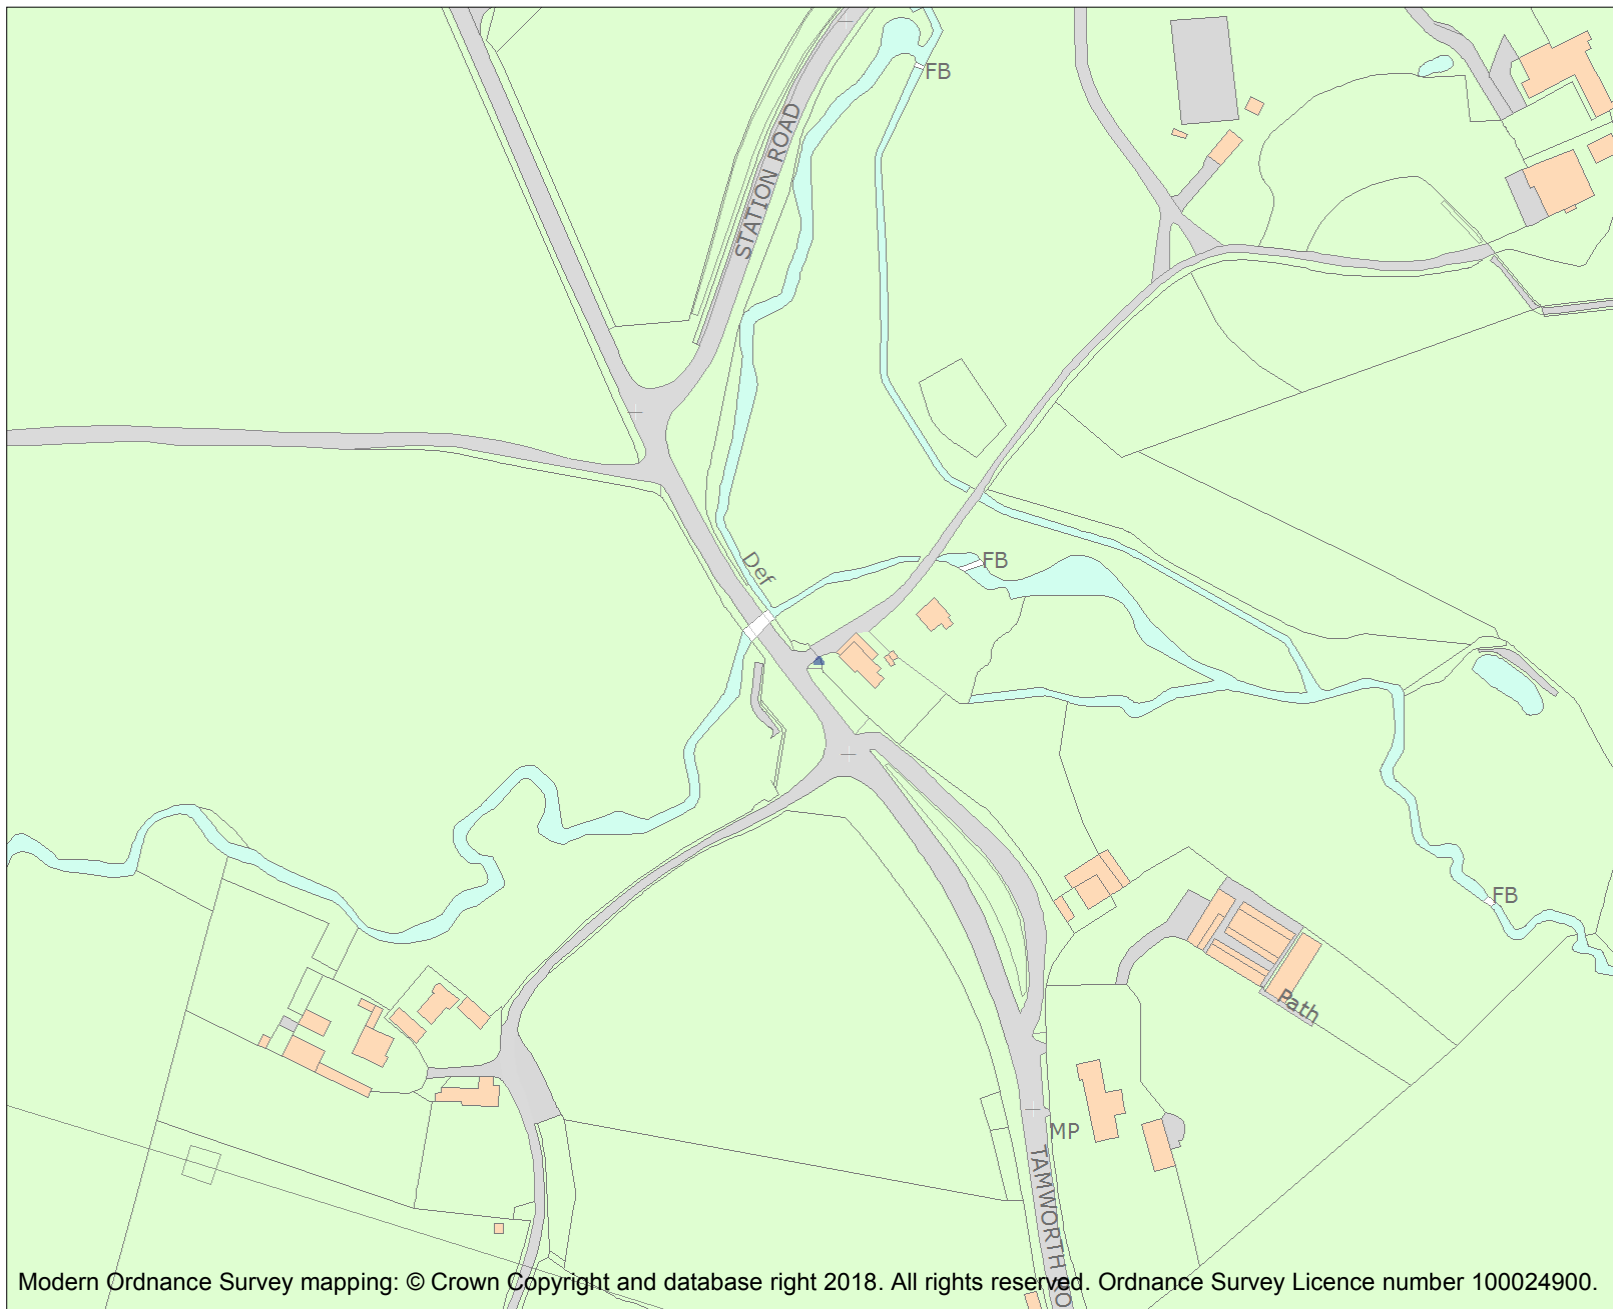 FB
STATION ROAD
Def
FB
FB
Path
MP
TAMWORTH RO
Modern Ordnance Survey mapping: © Crown Copyright and database right 2018. All rights reserved. Ordnance Survey Licence number 100024900.